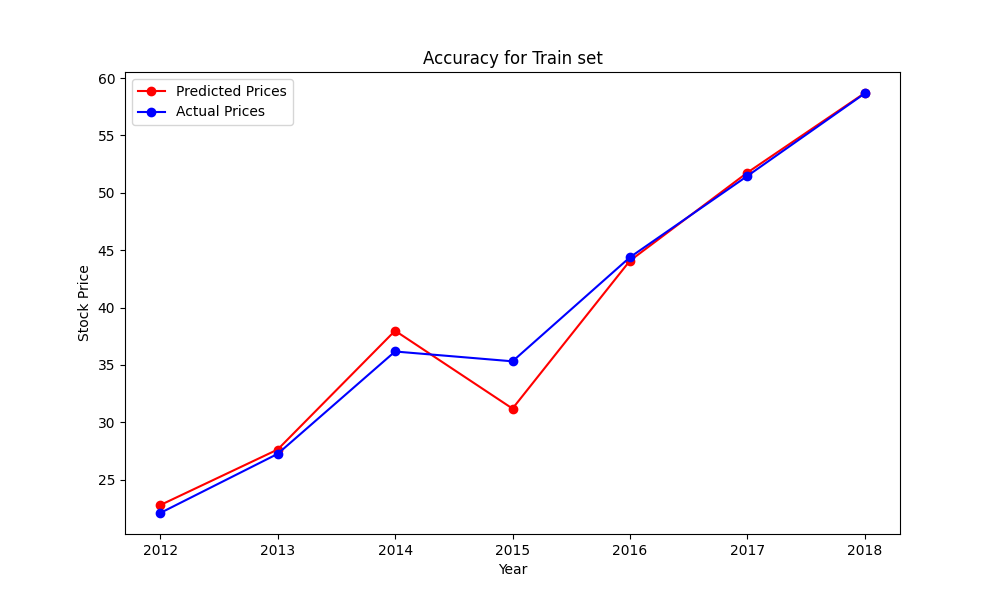 Accuracy for Train set
Predicted Prices
Actual Prices
Stock Price
60
55
50
45
40
35
30
25
2012 2013 2014 2015 2016 2017 2018
Year